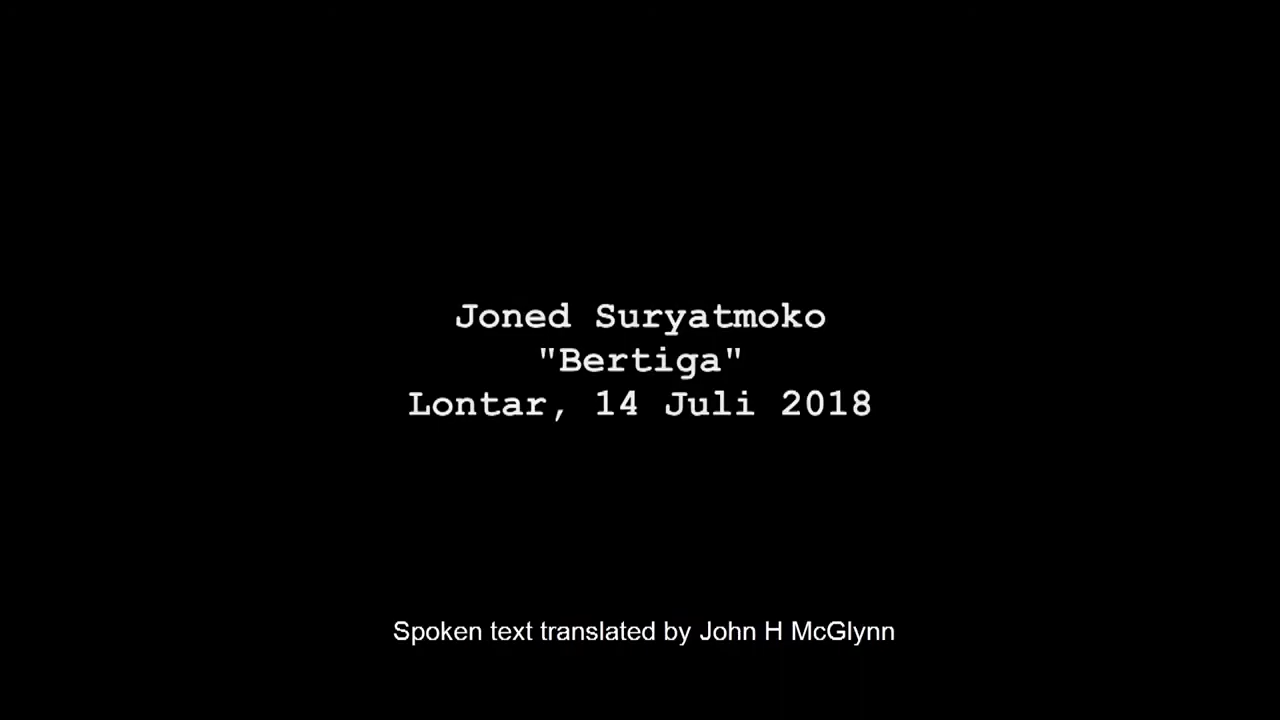 Joned Suryatmoko
"Bertiga"
Lontar, 14 Juli 2018
Spoken text translated by John H McGlynn